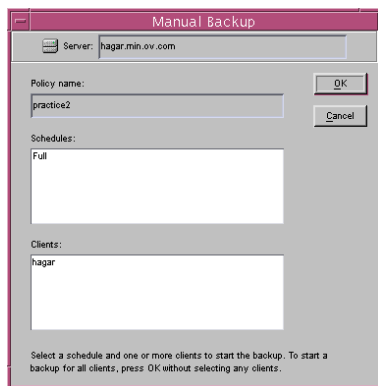 Manual Backup
Server: hagar.min.ov.com
Policy name:
practice2
OK
Cancel
Schedules:
Full
Clients:
hagar
Select a schedule and one or more clients to start the backup. To start a
backup for all clients, press OK without selecting any clients.